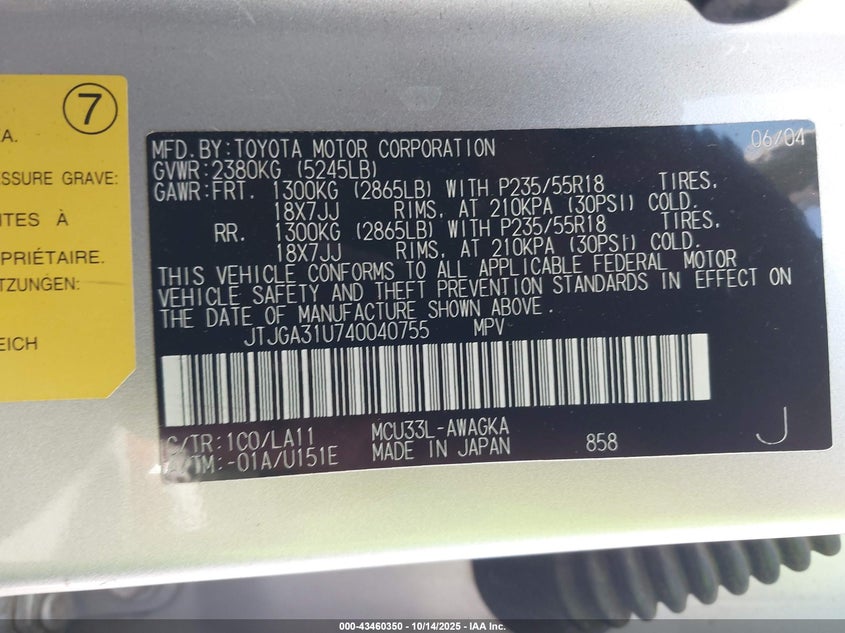 7
A.
ESSURE GRAVE:
ITES À
PRIÉTAIRE.
TZUNGEN:
EICH
06/04
MFD.BY:TOYOTA MOTOR CORPORATION
GVWR:2380KG (5245LB)
GAWR:FRT. 1300KG (2865LB) WITH P235/55R18 TIRES,
18X7JJ RIMS, AT 210KPA (30PSI) COLD.
RR. 1300KG (2865LB) WITH P235/55R18 TIRES,
18X7JJ RIMS, AT 210KPA (30PSI) COLD.
THIS VEHICLE CONFORMS TO ALL APPLICABLE FEDERAL MOTOR
VEHICLE SAFETY AND THEFT PREVENTION STANDARDS IN EFFECT ON
THE DATE OF MANUFACTURE SHOWN ABOVE.
JTJGA31U740040755 MPV
C/TR:1C0/LA11 MCU33L-AWAGKA
A/TM:-01A/U151E MADE IN JAPAN 858
J
000-43460350 | 10/14/2025 | IAA Inc.